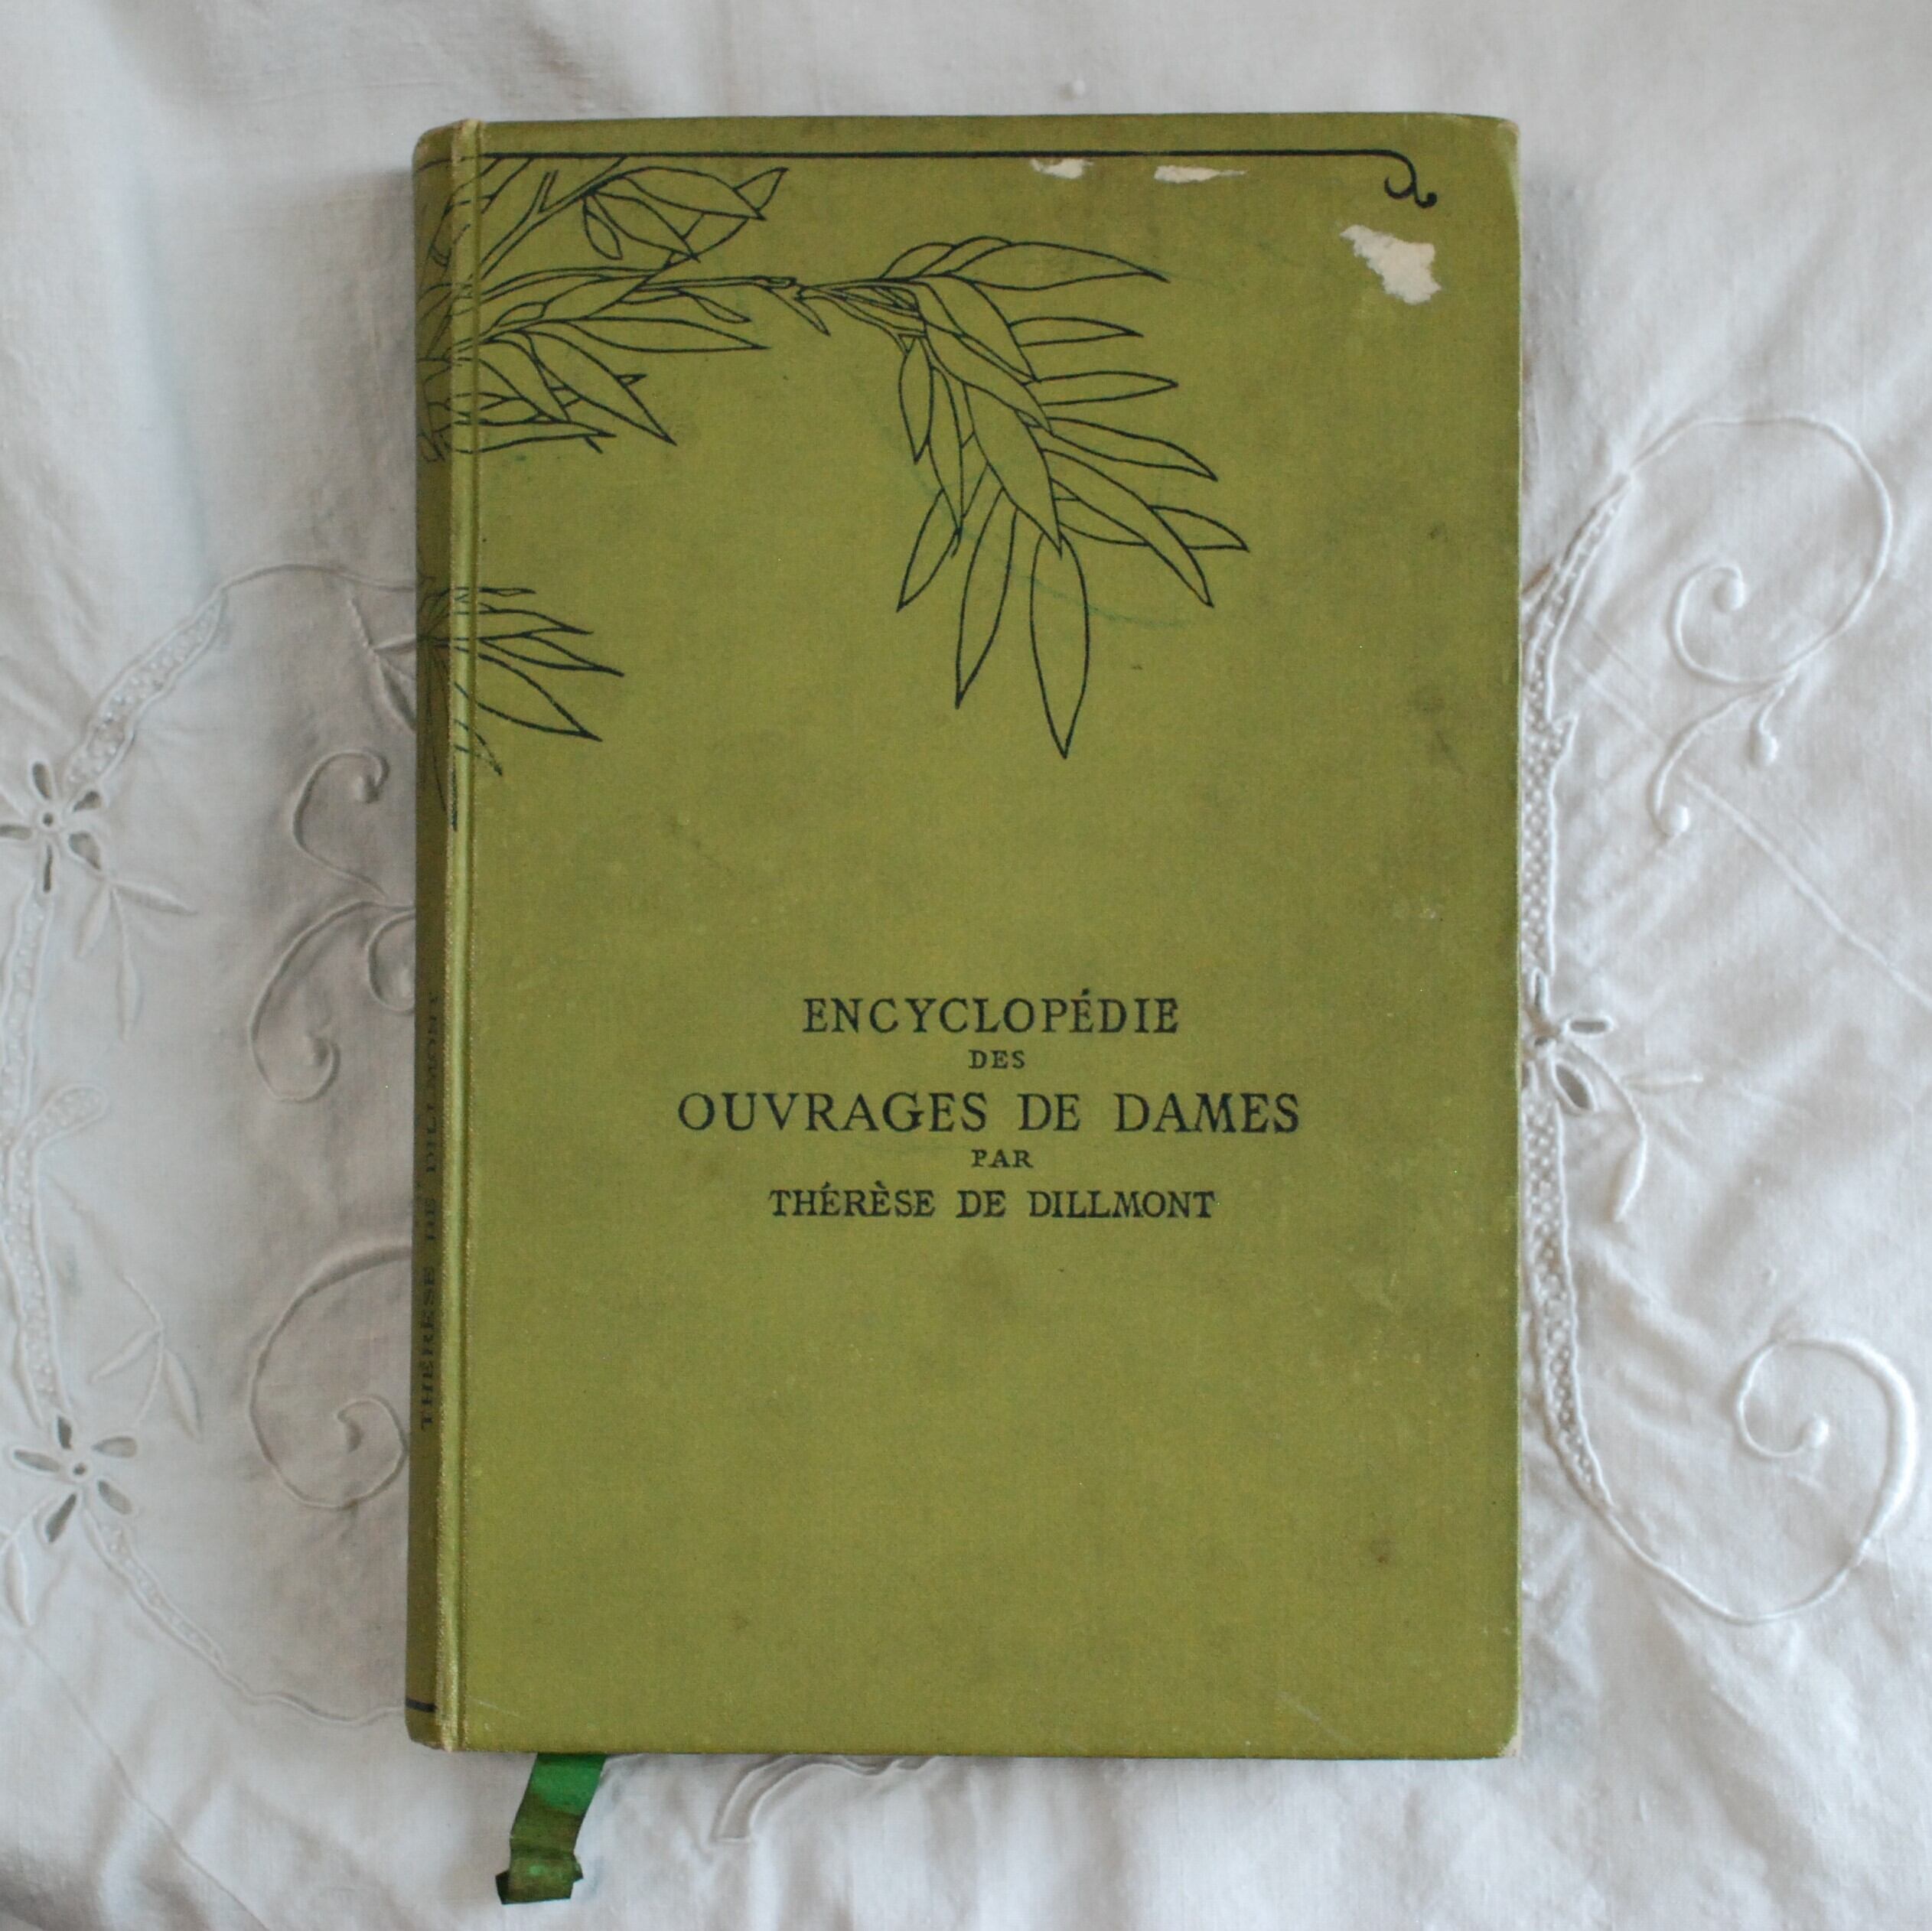 ENCYCLOPÉDIE
DES
OUVRAGES DE DAMES
PAR
THÉRÈSE DE DILLMONT
THÉRÈSE DE DILLMONT